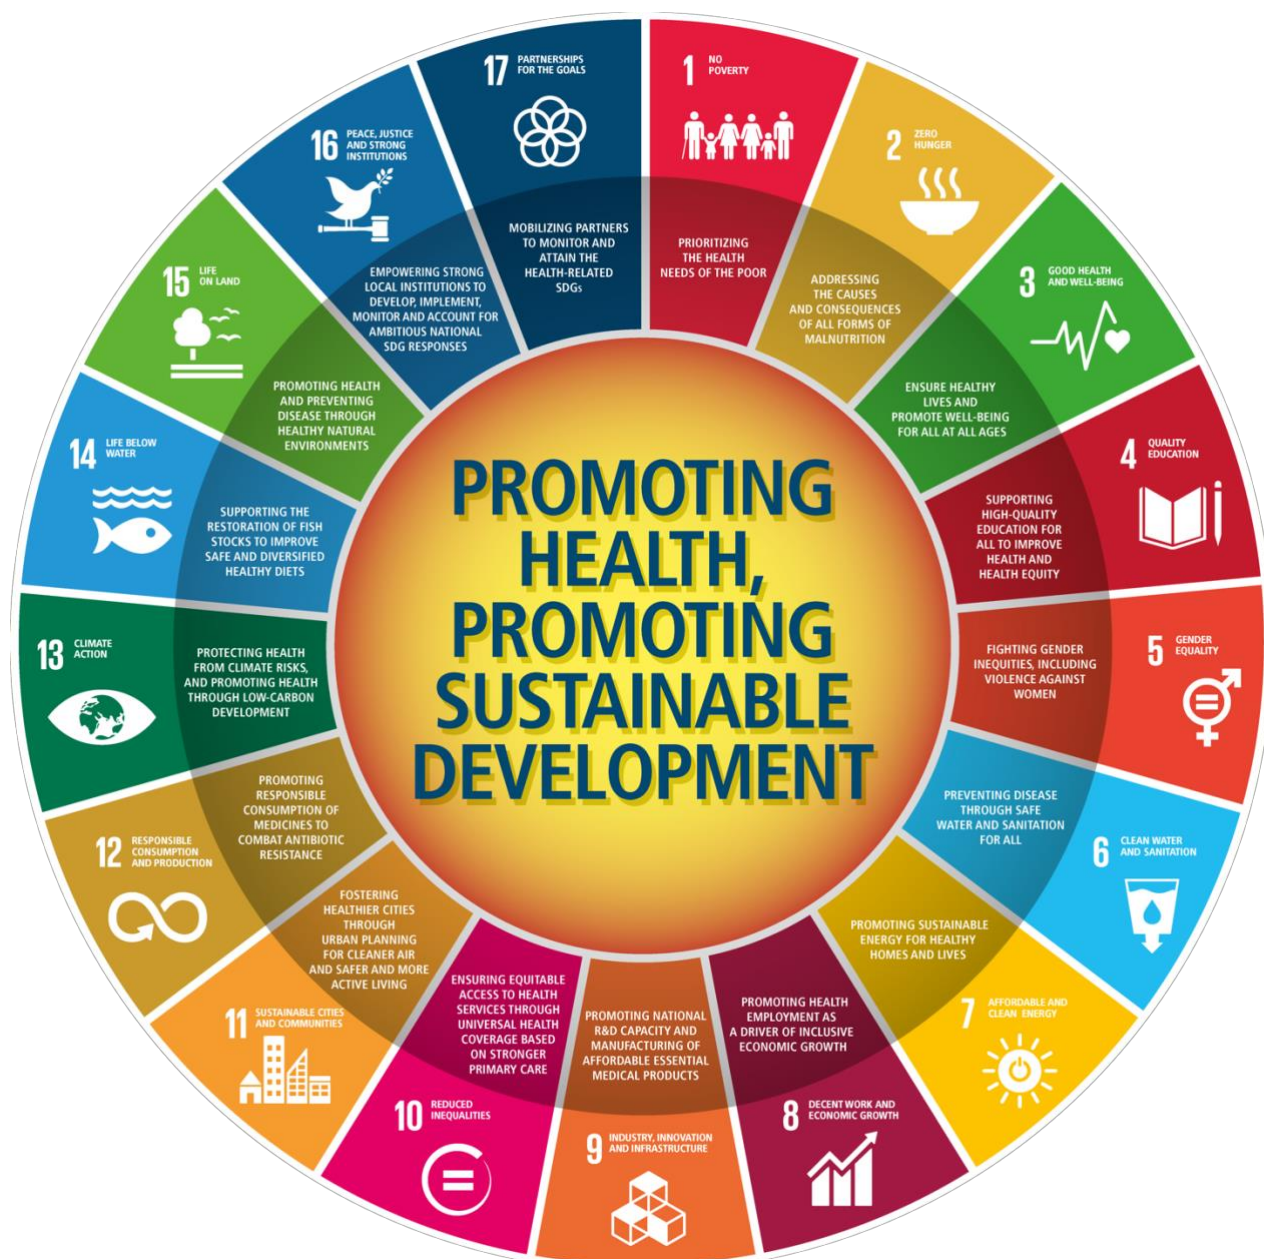 PROMOTING
HEALTH,
PROMOTING
SUSTAINABLE
DEVELOPMENT
1 NO
POVERTY
PRIORITIZING
THE HEALTH
NEEDS OF THE POOR
2 ZERO
HUNGER
ADDRESSING
THE CAUSES
AND CONSEQUENCES
OF ALL FORMS OF
MALNUTRITION
3 GOOD HEALTH
AND WELL-BEING
ENSURE HEALTHY
LIVES AND
PROMOTE WELL-BEING
FOR ALL AT ALL AGES
4 QUALITY
EDUCATION
SUPPORTING
HIGH-QUALITY
EDUCATION FOR
ALL TO IMPROVE
HEALTH AND
HEALTH EQUITY
5 GENDER
EQUALITY
FIGHTING GENDER
INEQUITIES, INCLUDING
VIOLENCE AGAINST
WOMEN
6 CLEAN WATER
AND SANITATION
PREVENTING DISEASE
THROUGH SAFE
WATER AND SANITATION
FOR ALL
7 AFFORDABLE AND
CLEAN ENERGY
PROMOTING SUSTAINABLE
ENERGY FOR HEALTHY
HOMES AND LIVES
8 DECENT WORK AND
ECONOMIC GROWTH
PROMOTING HEALTH
EMPLOYMENT AS
A DRIVER OF INCLUSIVE
ECONOMIC GROWTH
9 INDUSTRY, INNOVATION
AND INFRASTRUCTURE
PROMOTING NATIONAL
R&D CAPACITY AND
MANUFACTURING OF
AFFORDABLE ESSENTIAL
MEDICAL PRODUCTS
10 REDUCED
INEQUALITIES
ENSURING EQUITABLE
ACCESS TO HEALTH
SERVICES THROUGH
UNIVERSAL HEALTH
COVERAGE BASED
ON STRONGER
PRIMARY CARE
11 SUSTAINABLE CITIES
AND COMMUNITIES
FOSTERING
HEALTHIER CITIES
THROUGH
URBAN PLANNING
FOR CLEANER AIR
AND SAFER AND MORE
ACTIVE LIVING
12 RESPONSIBLE
CONSUMPTION
AND PRODUCTION
PROMOTING
RESPONSIBLE
CONSUMPTION OF
MEDICINES TO
COMBAT ANTIBIOTIC
RESISTANCE
13 CLIMATE
ACTION
PROTECTING HEALTH
FROM CLIMATE RISKS,
AND PROMOTING HEALTH
THROUGH LOW-CARBON
DEVELOPMENT
14 LIFE BELOW
WATER
SUPPORTING THE
RESTORATION OF FISH
STOCKS TO IMPROVE
SAFE AND DIVERSIFIED
HEALTHY DIETS
15 LIFE
ON LAND
PROMOTING HEALTH
AND PREVENTING
DISEASE THROUGH
HEALTHY NATURAL
ENVIRONMENTS
16 PEACE, JUSTICE
AND STRONG
INSTITUTIONS
EMPOWERING STRONG
LOCAL INSTITUTIONS TO
DEVELOP, IMPLEMENT,
MONITOR AND ACCOUNT FOR
AMBITIOUS NATIONAL
SDG RESPONSES
17 PARTNERSHIPS
FOR THE GOALS
MOBILIZING PARTNERS
TO MONITOR AND
ATTAIN THE
HEALTH-RELATED
SDGs